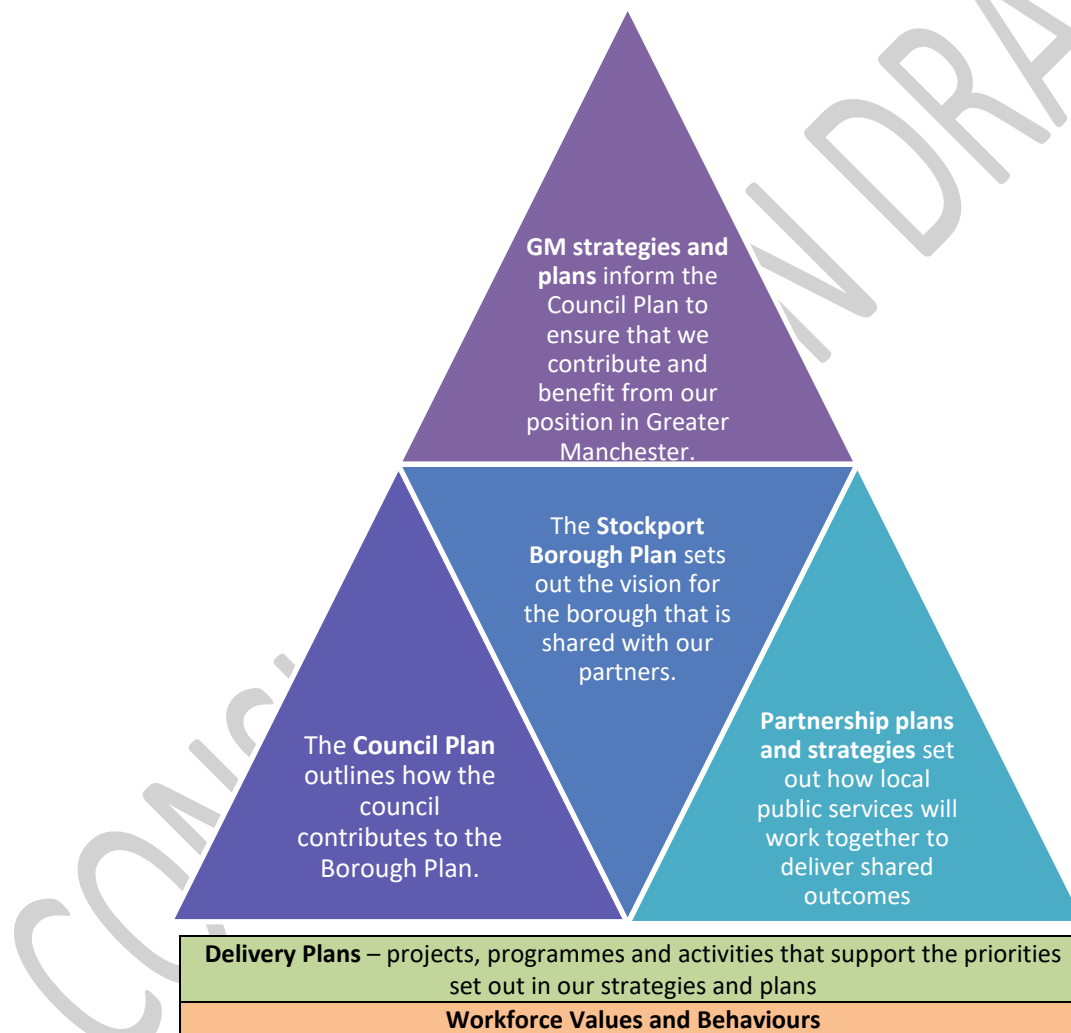 GM strategies and
plans inform the
Council Plan to
ensure that we
contribute and
benefit from our
position in Greater
Manchester.
The Stockport
Borough Plan sets
out the vision for
the borough that is
shared with our
partners.
The Council Plan
outlines how the
council
contributes to the
Borough Plan.
Partnership plans
and strategies set
out how local
public services will
work together to
deliver shared
outcomes
Delivery Plans – projects, programmes and activities that support the priorities
set out in our strategies and plans
Workforce Values and Behaviours